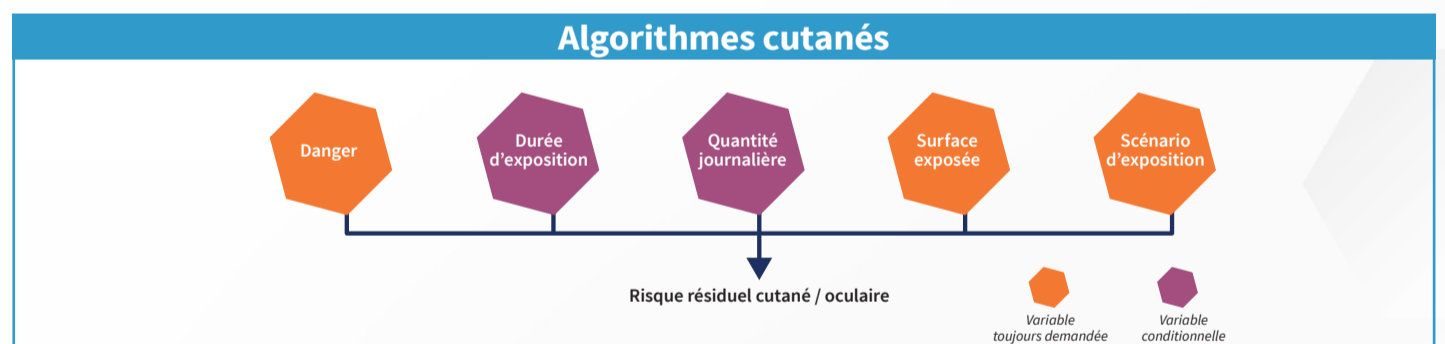 Algorithmes cutanés
Danger
Durée
d'exposition
Quantité
journalière
Surface
exposée
Scénario
d'exposition
Risque résiduel cutané / oculaire
Variable
toujours demandée
Variable
conditionnelle